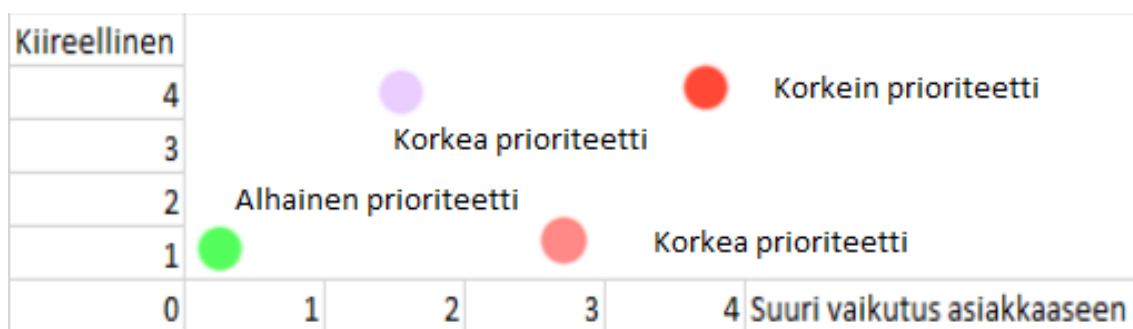 Kiireellinen
4 Korkein prioriteetti
3 Korkea prioriteetti
2 Alhainen prioriteetti
1 Korkea prioriteetti
0 1 2 3 4 Suuri vaikutus asiakkaaseen